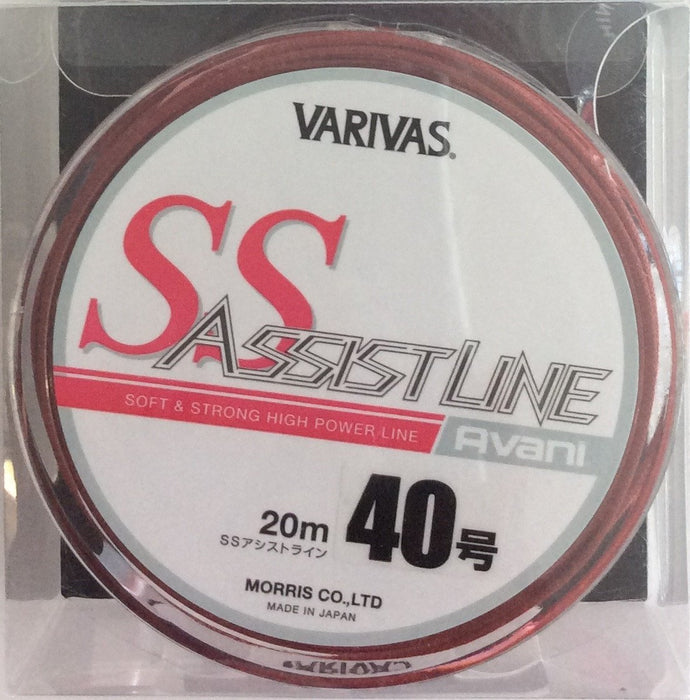 VARIVAS®
SS
ASSIST LINE
SOFT & STRONG HIGH POWER LINE
Avani
20m 40号
SSアシストライン
MORRIS CO.,LTD
MADE IN JAPAN
VARIVAS